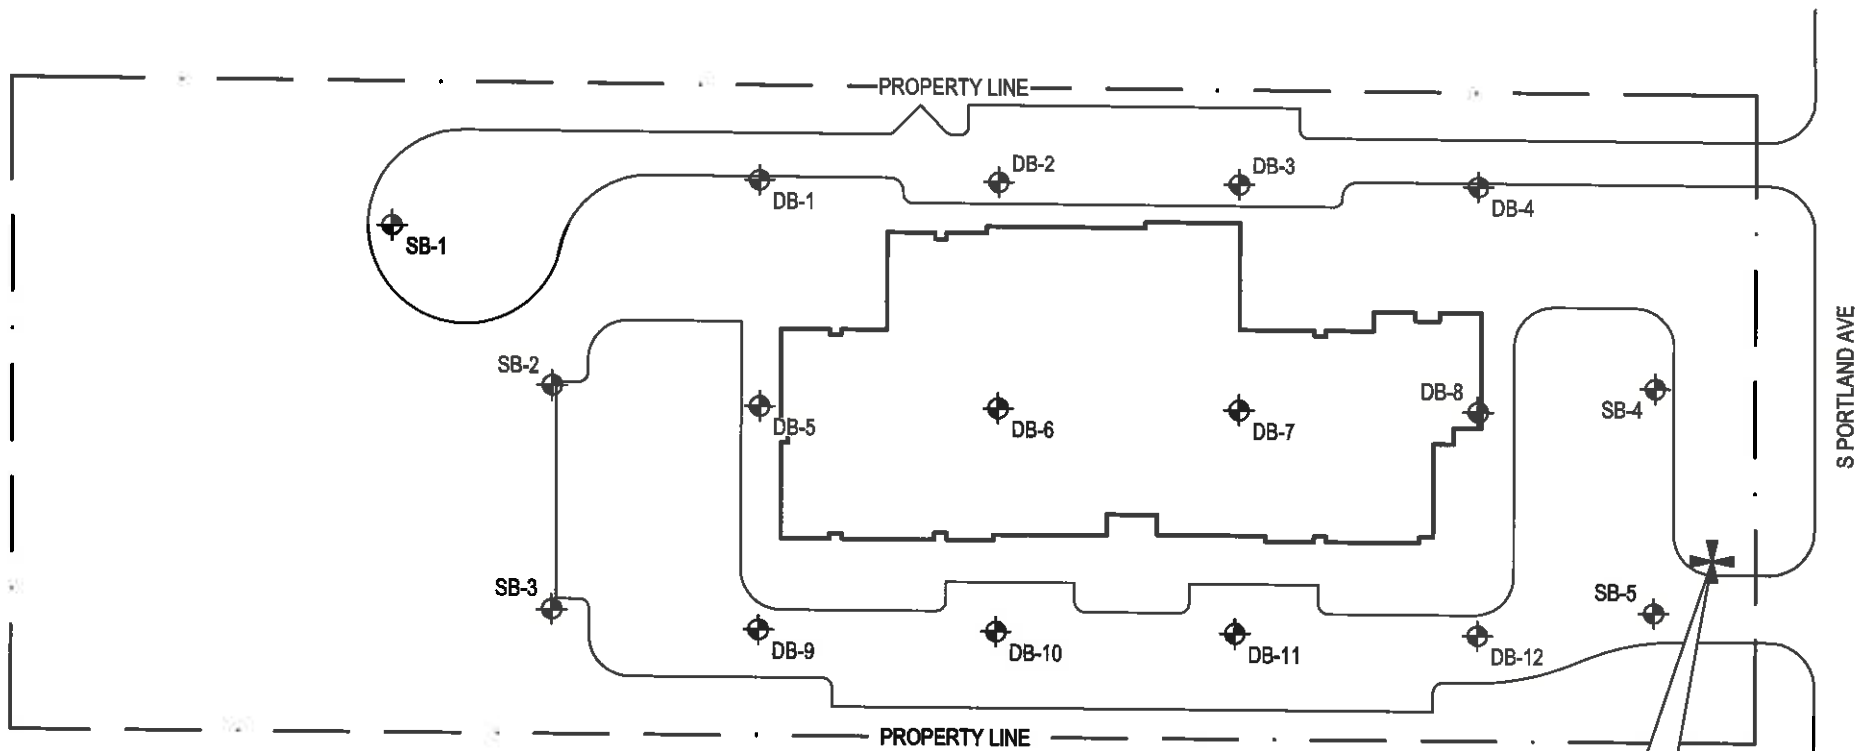 PROPERTY LINE
DB-2
DB-3
DB-1
DB-4
SB-1
SB-2
DB-8
SB-4
DB-5
DB-6
DB-7
S PORTLAND AVE
SB-3
SB-5
DB-9
DB-10
DB-11
DB-12
PROPERTY LINE